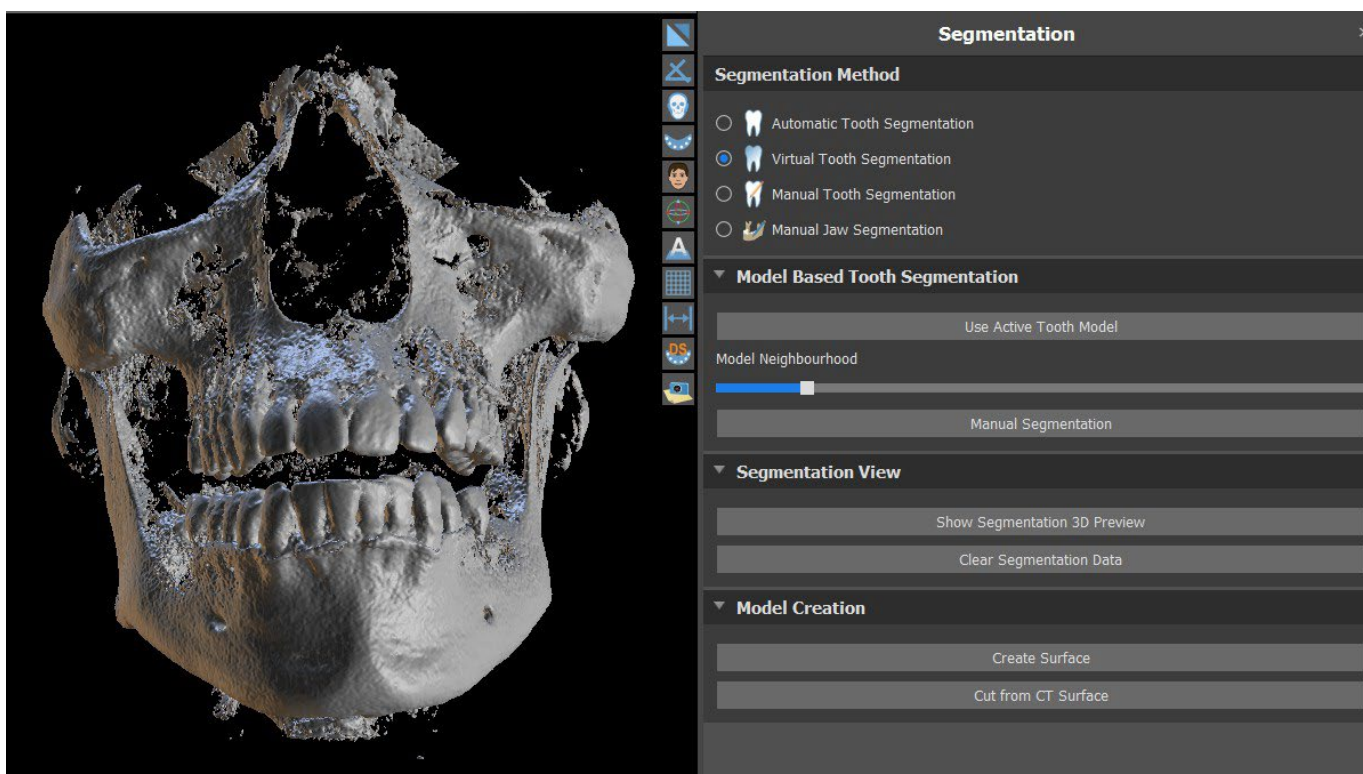 Segmentation
Segmentation Method
Automatic Tooth Segmentation
Virtual Tooth Segmentation
Manual Tooth Segmentation
Manual Jaw Segmentation
Model Based Tooth Segmentation
Use Active Tooth Model
Model Neighbourhood
Manual Segmentation
Segmentation View
Show Segmentation 3D Preview
Clear Segmentation Data
Model Creation
Create Surface
Cut from CT Surface
A
DS